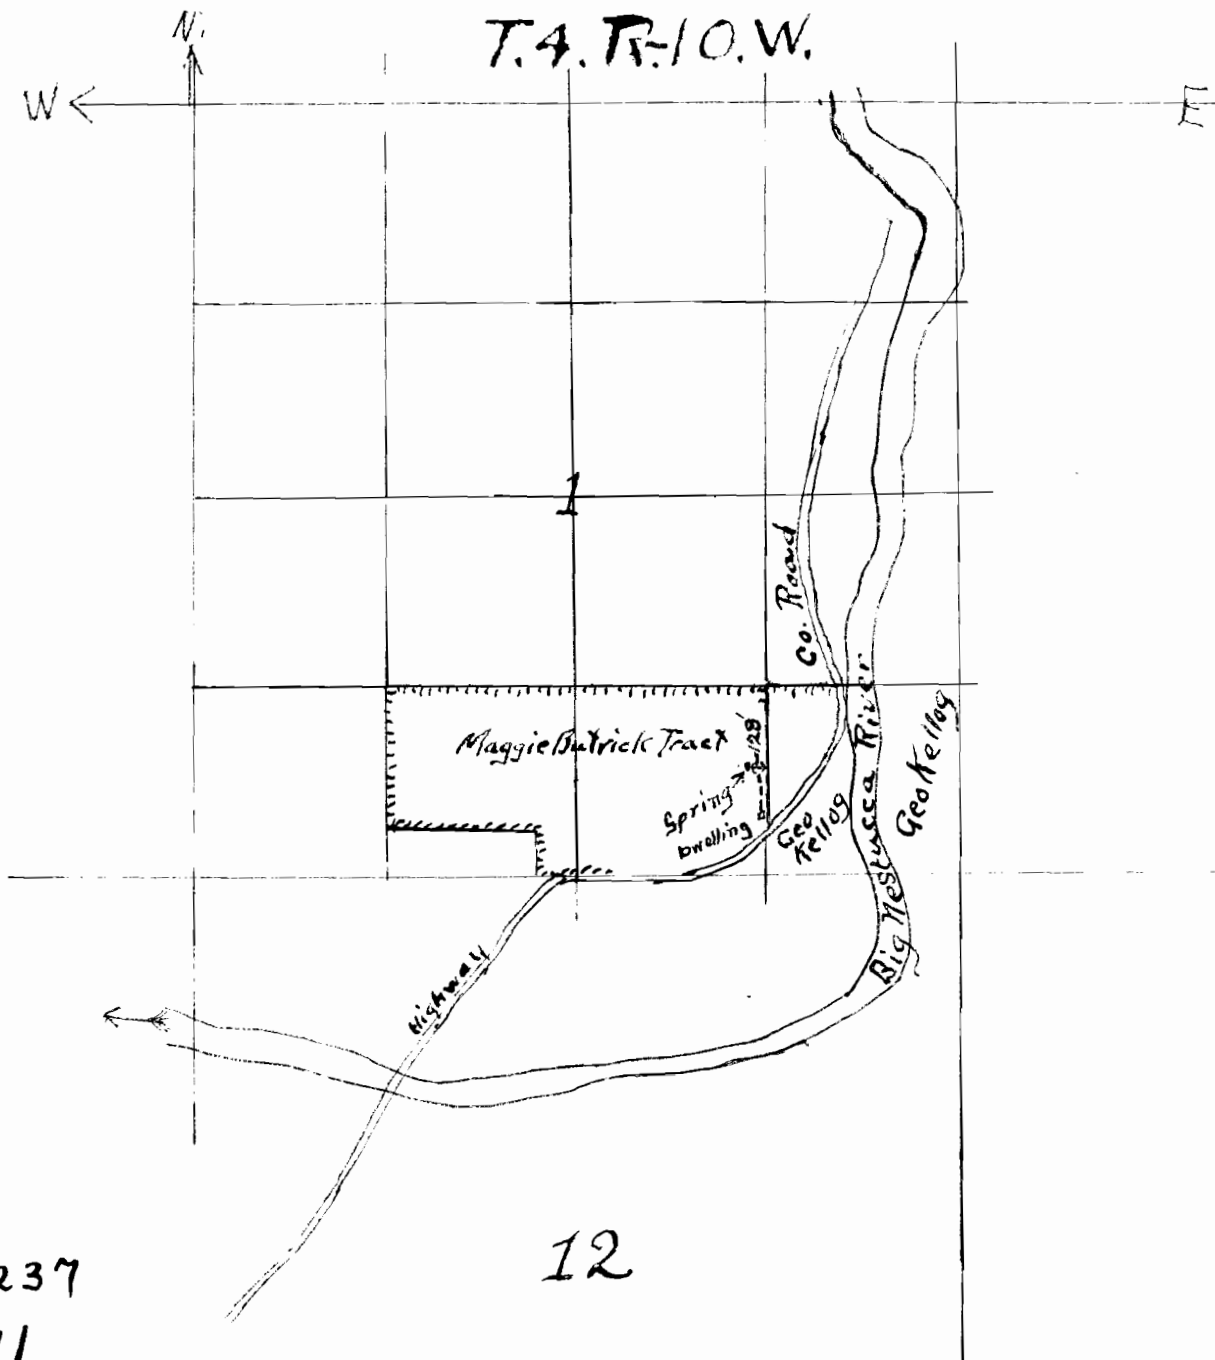 N.
T.4. R-10.W.
W
E
1
Co. Road
Maggie Butrick Tract
128'
Spring
Dwelling
Geo
Kellog
Big Nestucca River
Geo Kellog
Highway
12
237